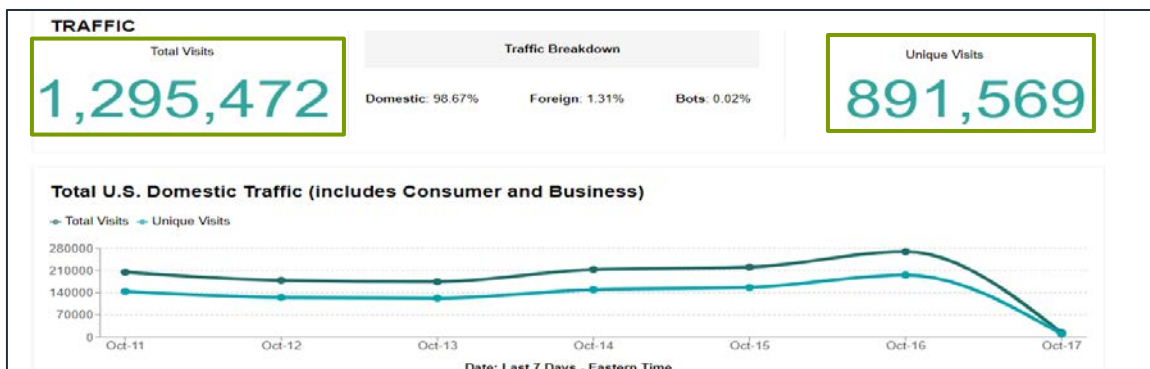 TRAFFIC
Total Visits
1,295,472
Traffic Breakdown
Domestic: 98.67% Foreign: 1.31% Bots: 0.02%
Unique Visits
891,569
Total U.S. Domestic Traffic (includes Consumer and Business)
Total Visits Unique Visits
280000
210000
140000
70000
0
Oct-11 Oct-12 Oct-13 Oct-14 Oct-15 Oct-16 Oct-17
Date: Last 7 Days - Eastern Time